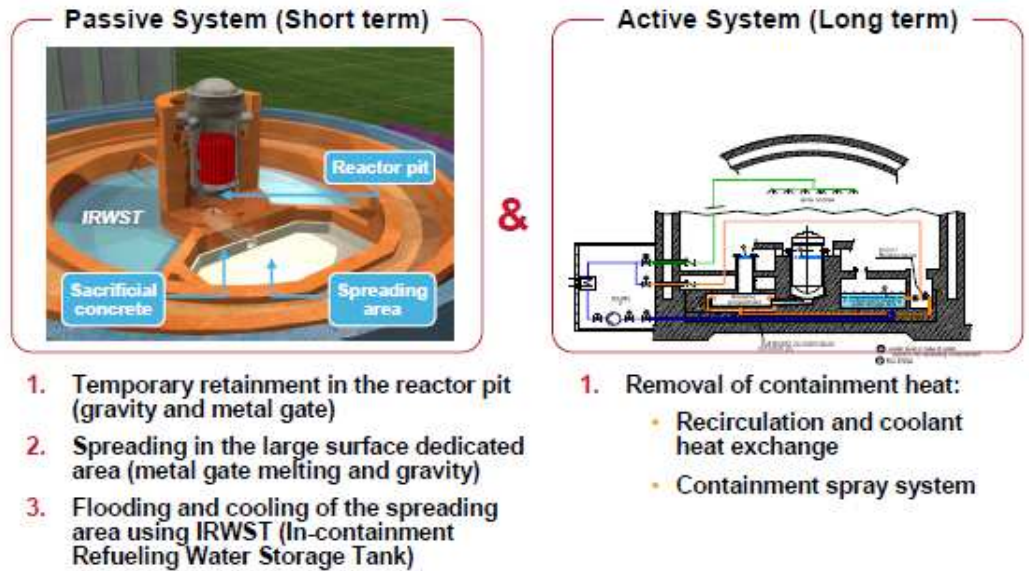 Passive System (Short term)
Reactor pit
IRWST
Sacrificial
concrete
Spreading
area
1. Temporary retainment in the reactor pit
(gravity and metal gate)
2. Spreading in the large surface dedicated
area (metal gate melting and gravity)
3. Flooding and cooling of the spreading
area using IRWST (In-containment
Refueling Water Storage Tank)
&
Active System (Long term)
1. Removal of containment heat:
• Recirculation and coolant
heat exchange
• Containment spray system